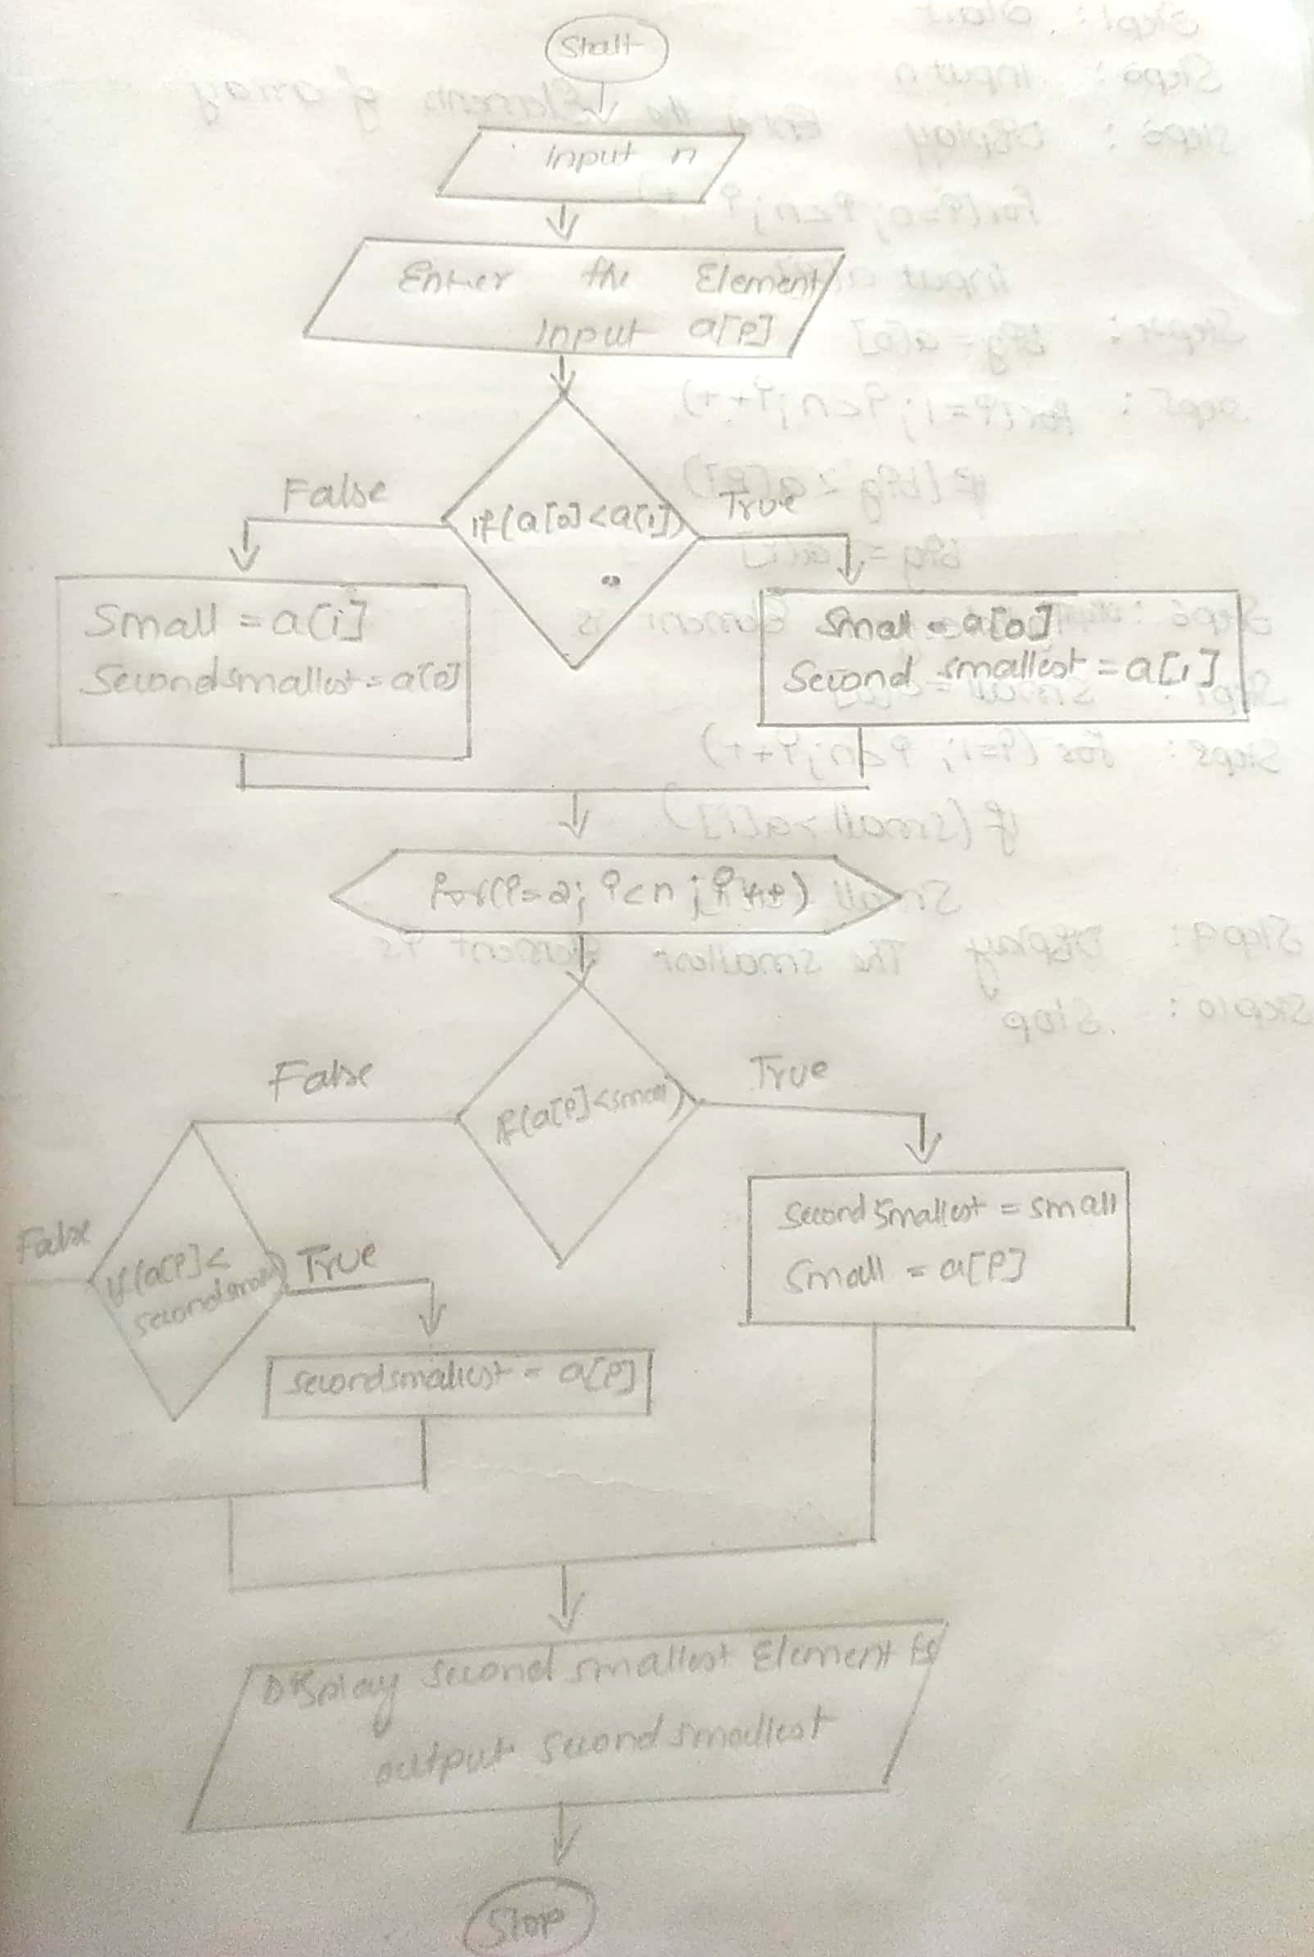 Start
input n
Enter the Element
Input a[i]
if(a[0]<a[1])
False
True
Small = a[1]
Secondsmallest = a[0]
Small = a[0]
Second smallest = a[1]
for(i=2; i<n; i++)
if(a[i]<small)
False
True
if(a[i]<
secondsmall)
False
True
Second smallest = small
Small = a[i]
secondsmallest = a[i]
Display second smallest Element is
output second smallest
Stop